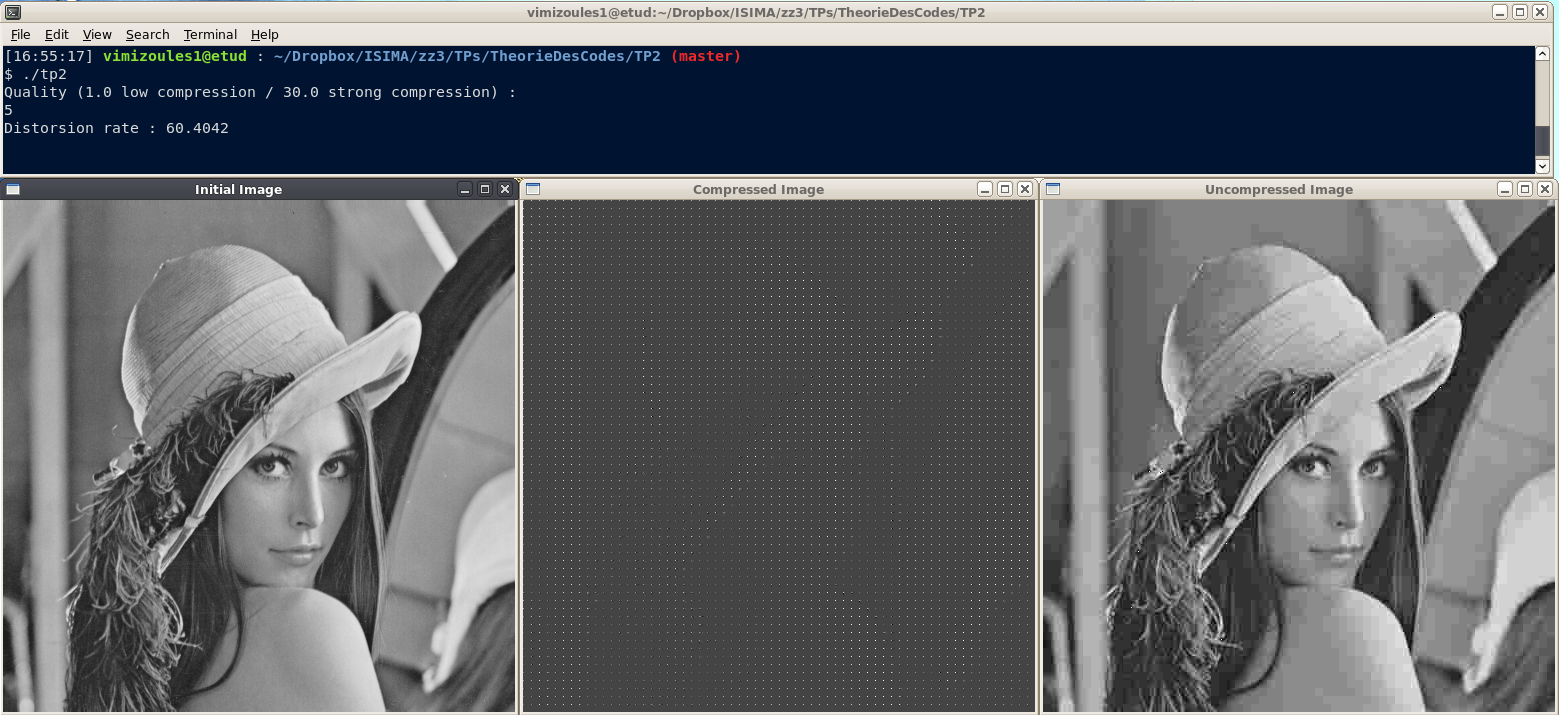 vimizoules1@etud:~/Dropbox/ISIMA/zz3/TPs/TheorieDesCodes/TP2
File Edit View Search Terminal Help
[16:55:17] vimizoules1@etud : ~/Dropbox/ISIMA/zz3/TPs/TheorieDesCodes/TP2 (master)
$ ./tp2
Quality (1.0 low compression / 30.0 strong compression) :
5
Distorsion rate : 60.4042
Initial Image
Compressed Image
Uncompressed Image